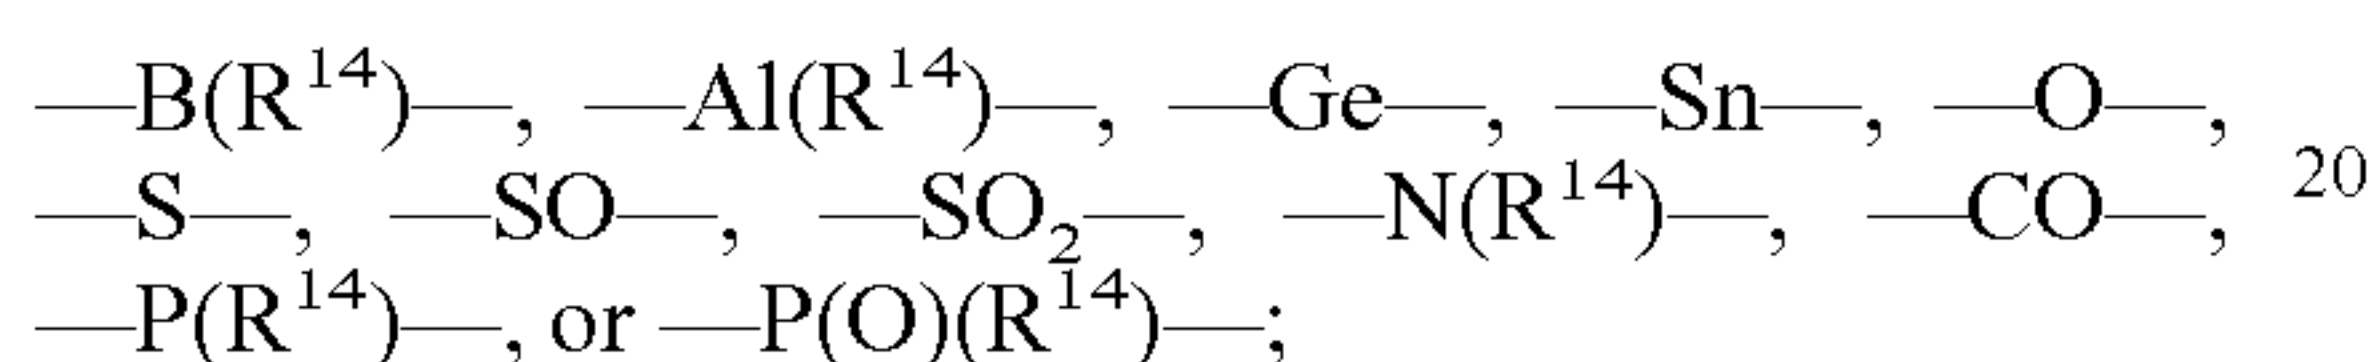 —B(R¹⁴)—, —Al(R¹⁴)—, —Ge—, —Sn—, —O—,
—S—, —SO—, —SO₂—, —N(R¹⁴)—, —CO—, 20
—P(R¹⁴)—, or —P(O)(R¹⁴)—;